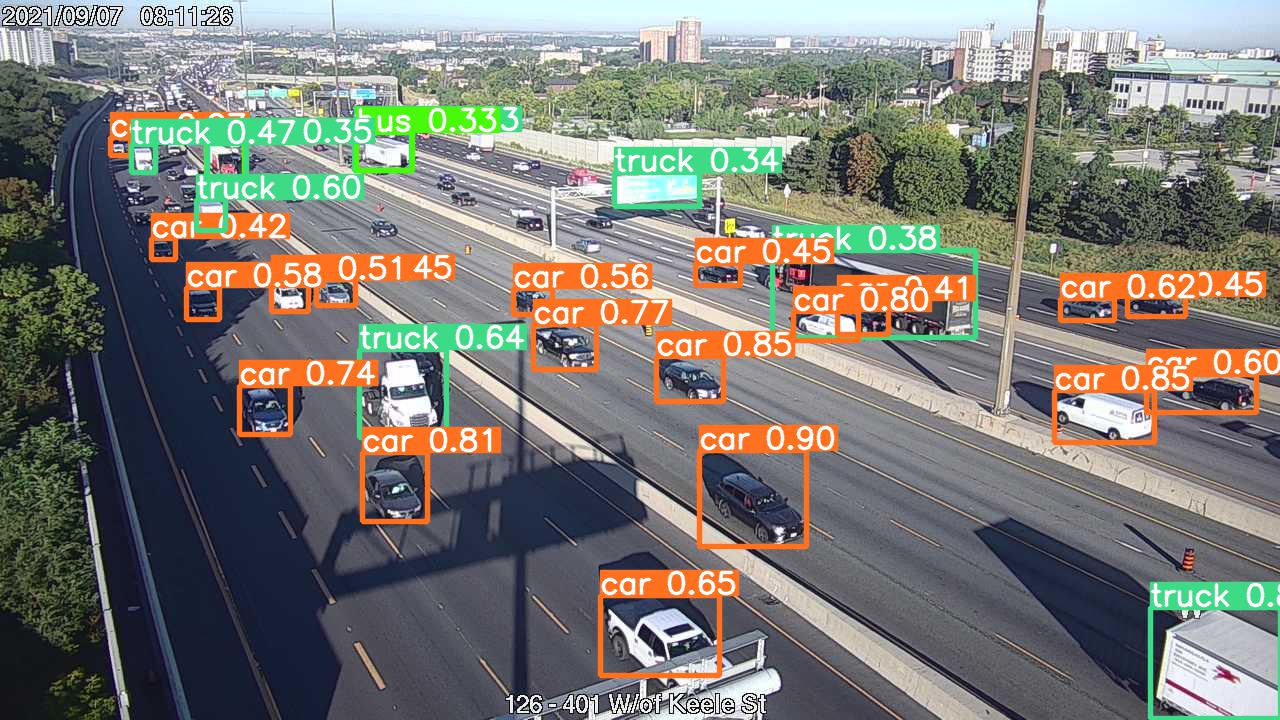 2021/09/07 08:11:26
bus 0.33
3
truck 0.47
0.35
truck 0.34
truck 0.60
car 0.42
truck 0.38
car 0.45
car 0.58
0.51
45
car 0.56
car 0.80
41
car 0.62
0.45
car 0.77
truck 0.64
car 0.85
car 0.74
car 0.85
car 0.60
car 0.81
car 0.90
car 0.65
truck 0.8
126 - 401 W/of Keele St